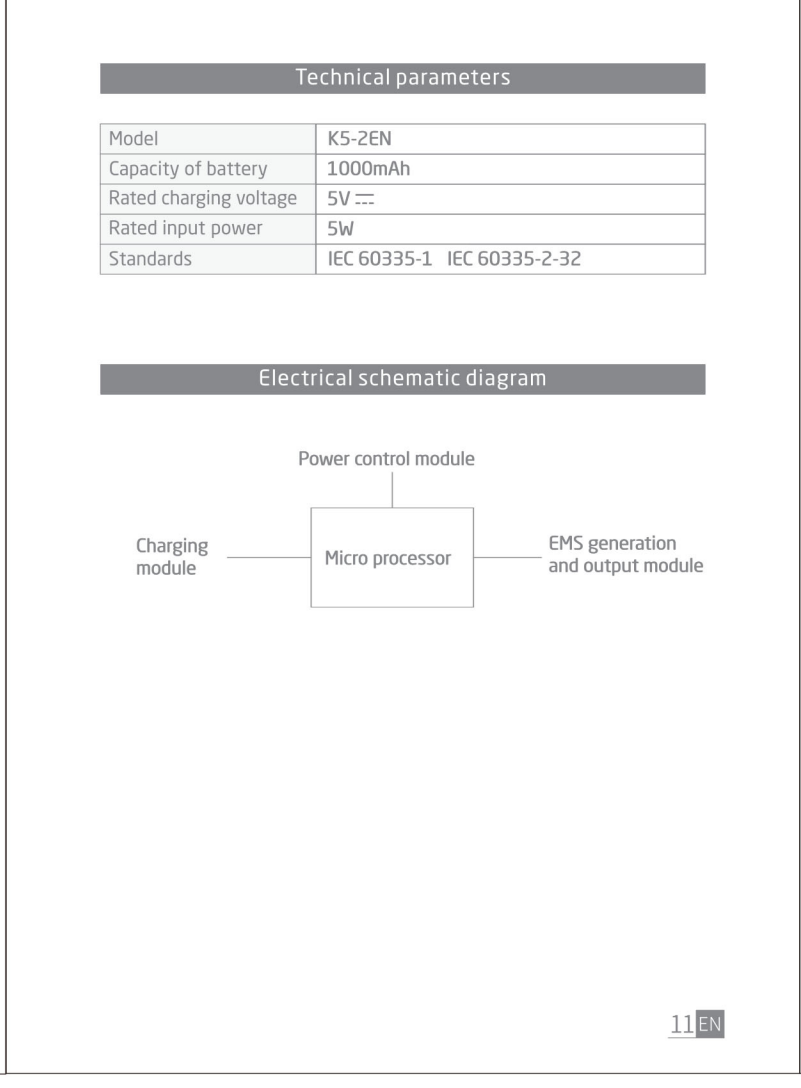 Technical parameters
Model K5-2EN
Capacity of battery 1000mAh
Rated charging voltage 5V ⎓
Rated input power 5W
Standards IEC 60335-1 IEC 60335-2-32
Electrical schematic diagram
Power control module
Charging
module
Micro processor
EMS generation
and output module
11 EN